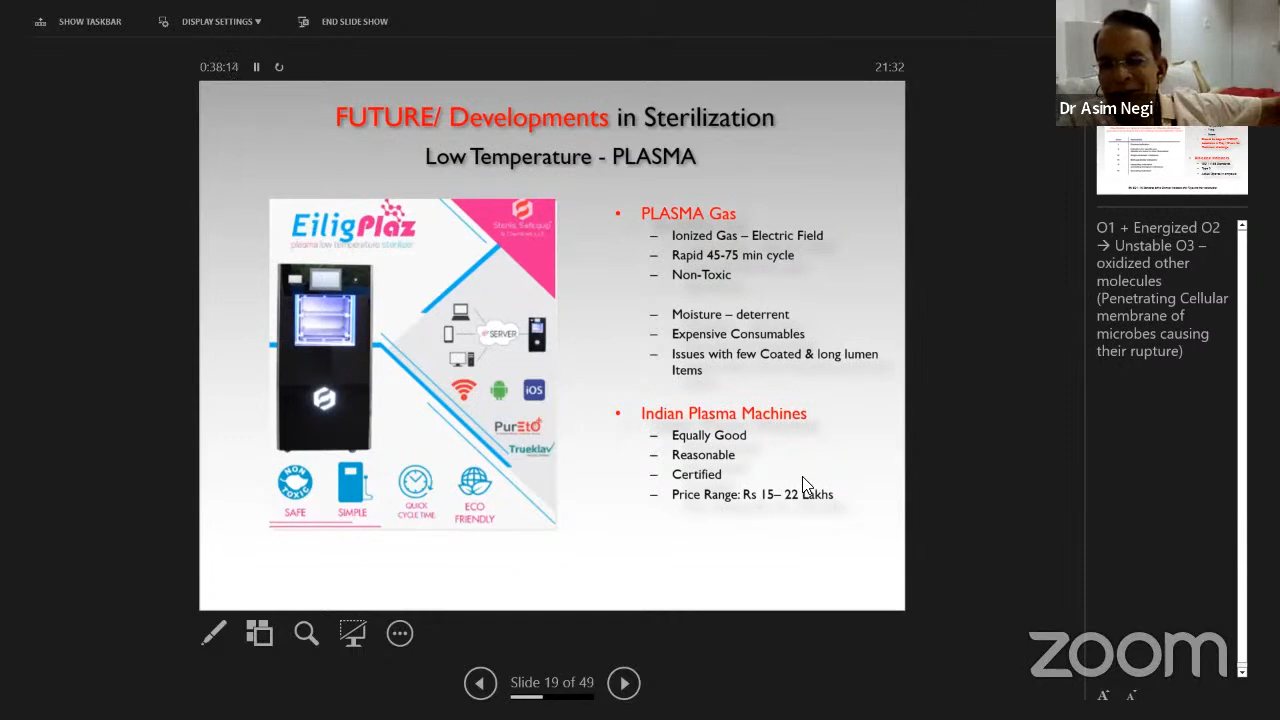 SHOW TASKBAR
DISPLAY SETTINGS ▼
END SLIDE SHOW
0:38:14
21:32
FUTURE/ Developments in Sterilization
Low Temperature - PLASMA
EiligPlaz
plasma low temperature sterilizer
SERVER
iOS
PurEtO
Trueklav
NON TOXIC
SAFE
SIMPLE
QUICK
CYCLE TIME
ECO
FRIENDLY
• PLASMA Gas
– Ionized Gas – Electric Field
– Rapid 45-75 min cycle
– Non-Toxic
– Moisture – deterrent
– Expensive Consumables
– Issues with few Coated & long lumen
Items
• Indian Plasma Machines
– Equally Good
– Reasonable
– Certified
– Price Range: Rs 15– 22 Lakhs
Slide 19 of 49
Dr Asim Negi
O1 + Energized O2
→ Unstable O3 –
oxidized other
molecules
(Penetrating Cellular
membrane of
microbes causing
their rupture)
zoom
A A